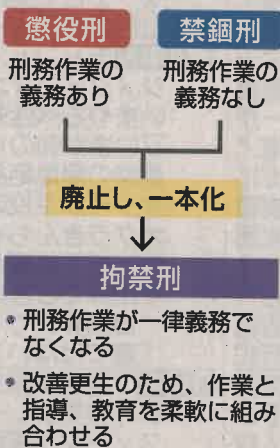 懲役刑
禁錮刑
刑務作業の
義務あり
刑務作業の
義務なし
廃止し、一本化
拘禁刑
・刑務作業が一律義務で
なくなる
・改善更生のため、作業と
指導、教育を柔軟に組み
合わせる